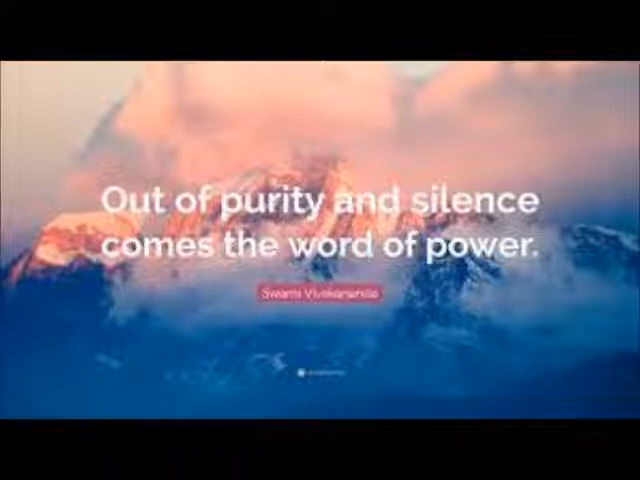 Out of purity and silence
comes the word of power.
Swami Vivekananda